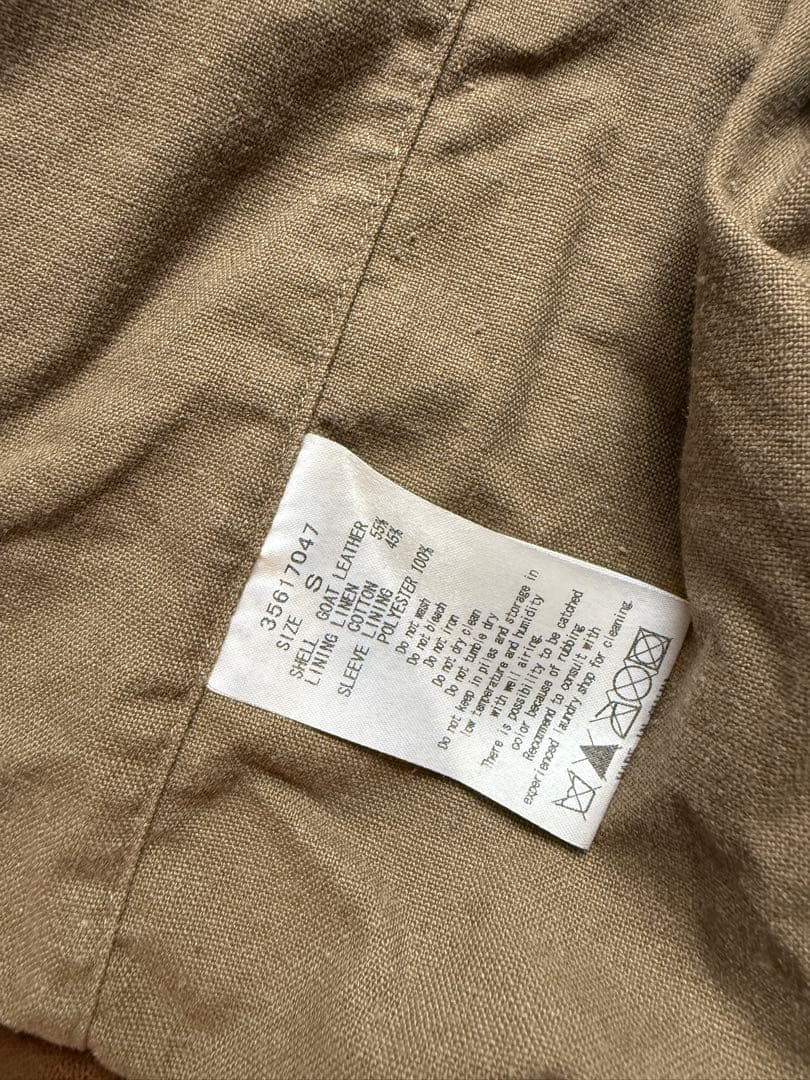 35617047
SIZE S
SHELL GOAT LEATHER
LINING LINEN 55%
COTTON 45%
SLEEVE LINING
POLYESTER 100%
Do not wash
Do not bleach
Do not iron
Do not dry clean
Do not tumble dry
Do not keep in piles and storage in
low temperature and humidity
with well airing.
There is possibility to be catched
color because of rubbing
Recommend to consult with
experienced laundry shop for cleaning.